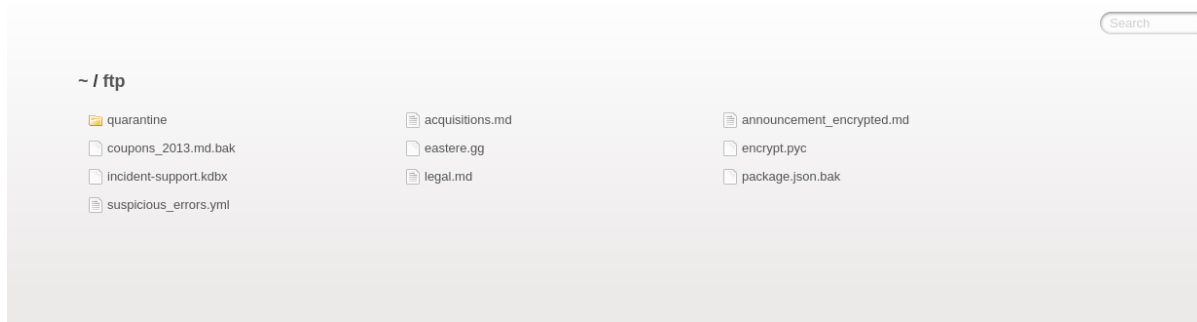 Search
~ / ftp
quarantine acquisitions.md announcement_encrypted.md
coupons_2013.md.bak eastere.gg encrypt.pyc
incident-support.kdbx legal.md package.json.bak
suspicious_errors.yml